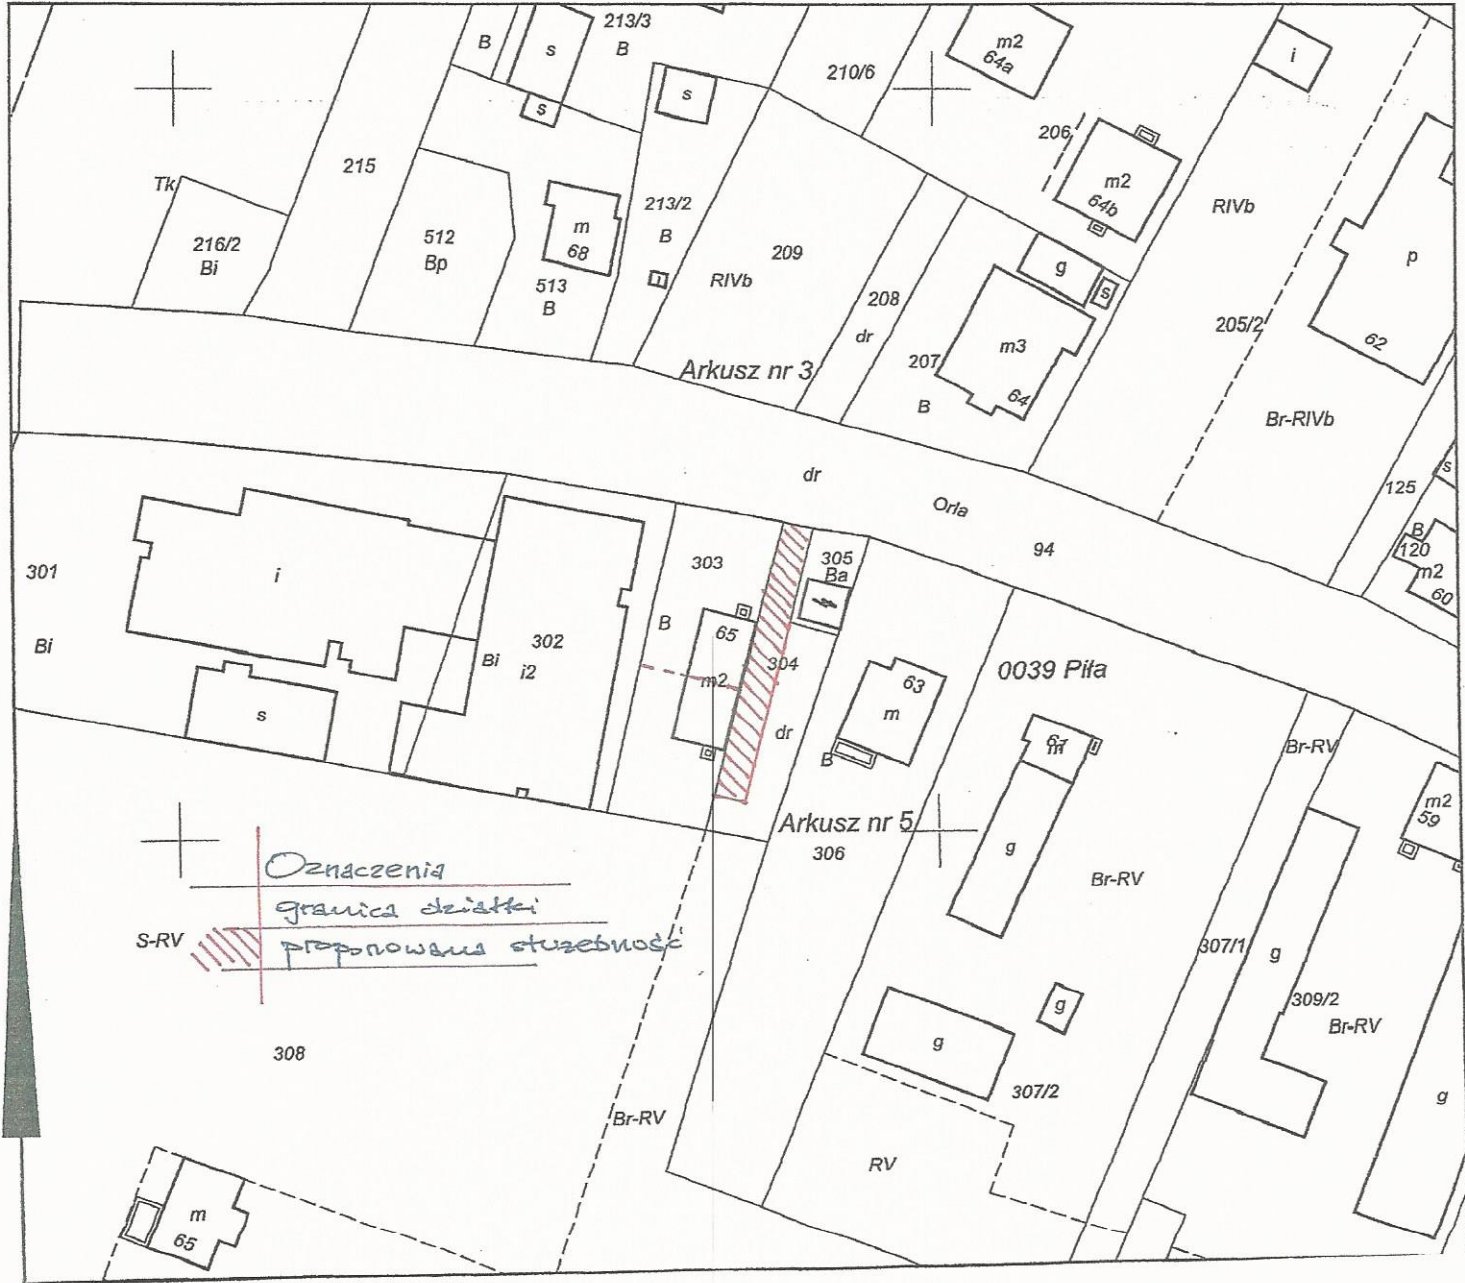 213/3
B
s
B
m2
64a
i
210/6
s
s
206
215
Tk
m2
64b
213/2
RIVb
m
68
512
Bp
216/2
Bi
B
209
p
g
RIVb
s
513
B
208
205/2
dr
m3
62
207
Arkusz nr 3
64
B
Br-RIVb
s
dr
125
Orla
B
94
120
305
303
301
i
Ba
m2
60
B
65
302
Bi
Bi
i2
304
0039 Piła
m2
63
m
s
dr
61
m
Br-RV
B
m2
59
Arkusz nr 5
306
g
Oznaczenia
Br-RV
granica działki
S-RV
proponowana służebność
307/1
g
309/2
g
Br-RV
308
g
307/2
g
Br-RV
RV
m
65